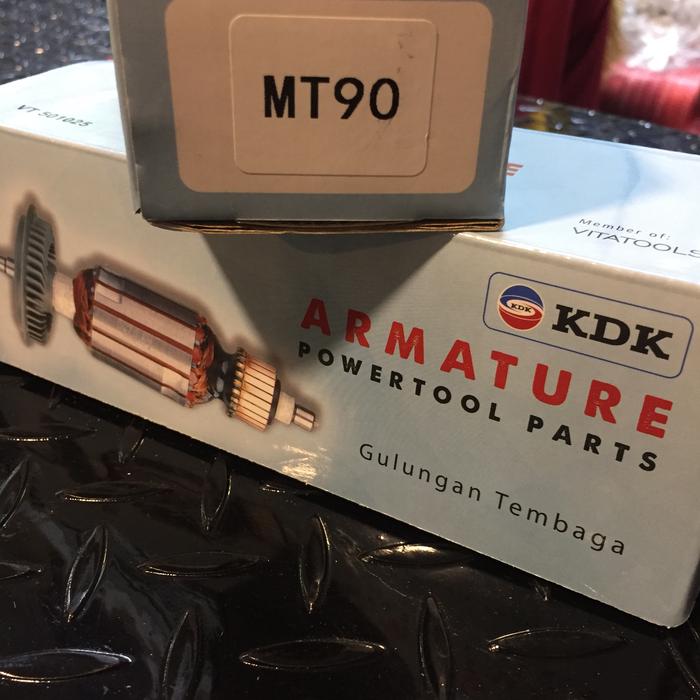 MT90
VT 501025
Member of:
VITATOOLS
KDK
KDK
ARMATURE
POWERTOOL PARTS
Gulungan Tembaga